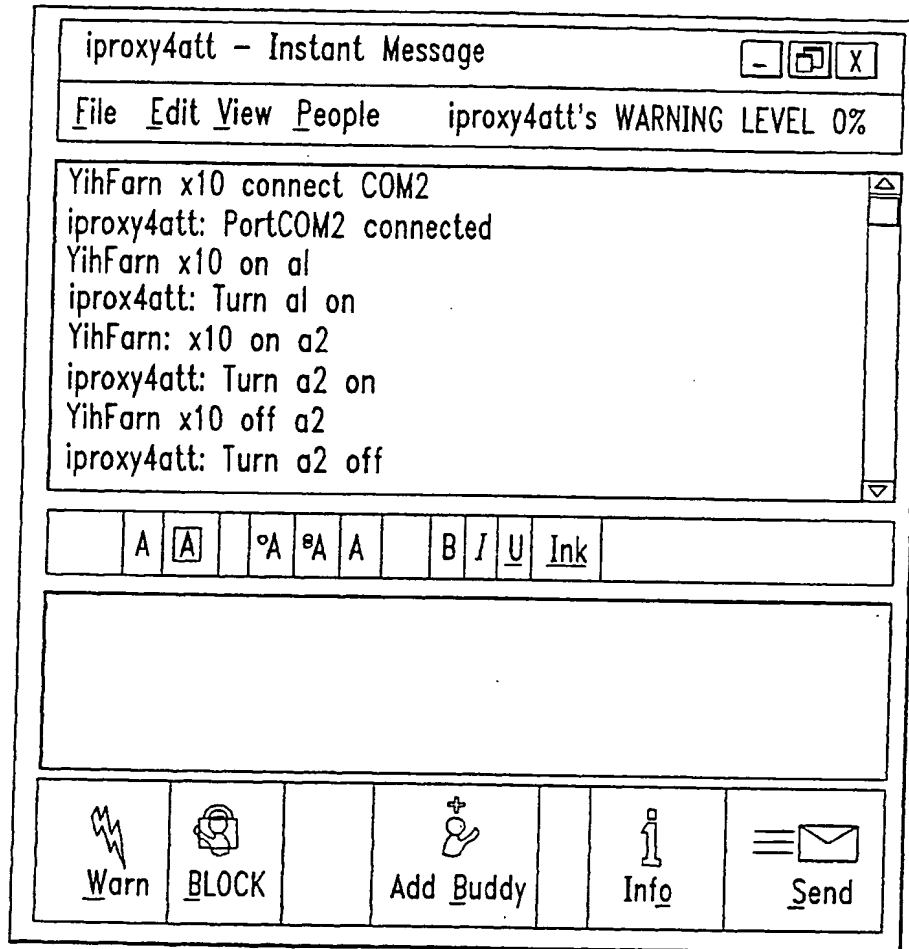 iproxy4att - Instant Message - X
File Edit View People iproxy4att's WARNING LEVEL 0%
YihFarn x10 connect COM2
iproxy4att: PortCOM2 connected
YihFarn x10 on al
iprox4att: Turn al on
YihFarn: x10 on a2
iproxy4att: Turn a2 on
YihFarn x10 off a2
iproxy4att: Turn a2 off
A A °A 8A A B I U Ink
Warn BLOCK Add Buddy Info Send